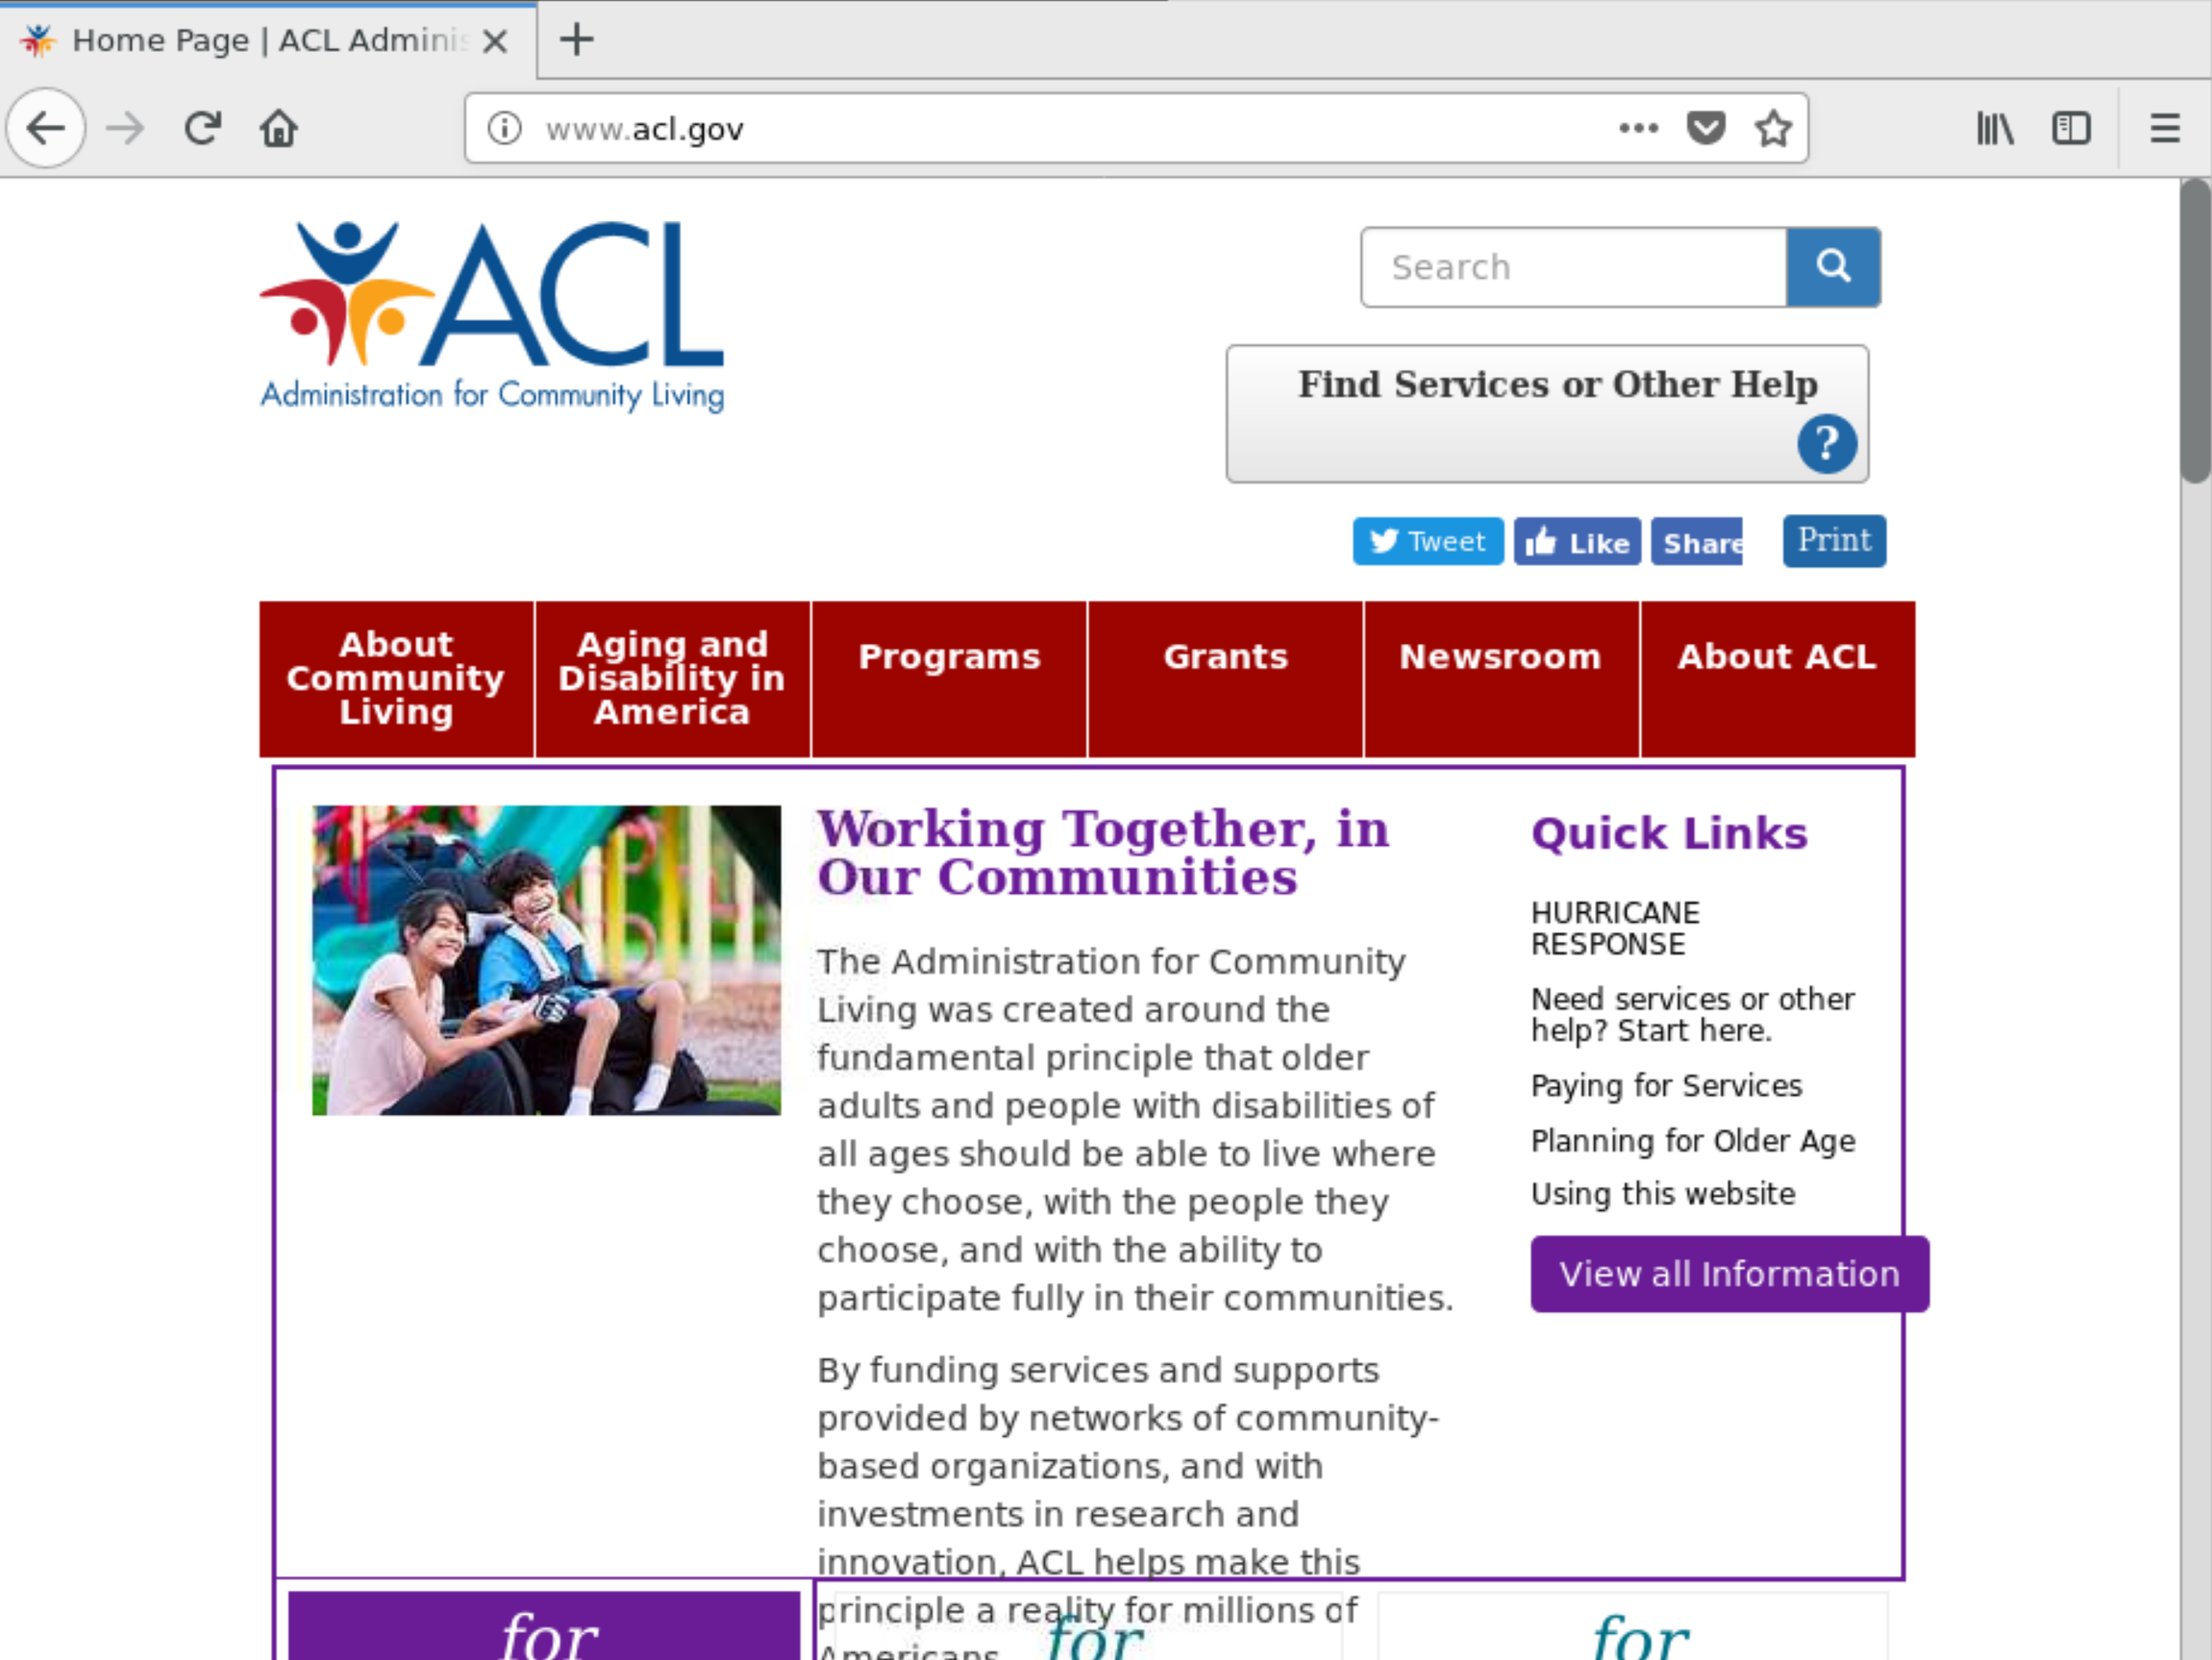 Home Page | ACL Adminis
www.acl.gov
ACL
Administration for Community Living
Search
Find Services or Other Help
?
Tweet
Like
Share
Print
About
Community
Living
Aging and
Disability in
America
Programs
Grants
Newsroom
About ACL
Working Together, in
Our Communities
The Administration for Community
Living was created around the
fundamental principle that older
adults and people with disabilities of
all ages should be able to live where
they choose, with the people they
choose, and with the ability to
participate fully in their communities.
By funding services and supports
provided by networks of community-
based organizations, and with
investments in research and
innovation, ACL helps make this
principle a reality for millions of
Americans
Quick Links
HURRICANE
RESPONSE
Need services or other
help? Start here.
Paying for Services
Planning for Older Age
Using this website
View all Information
for
for
for